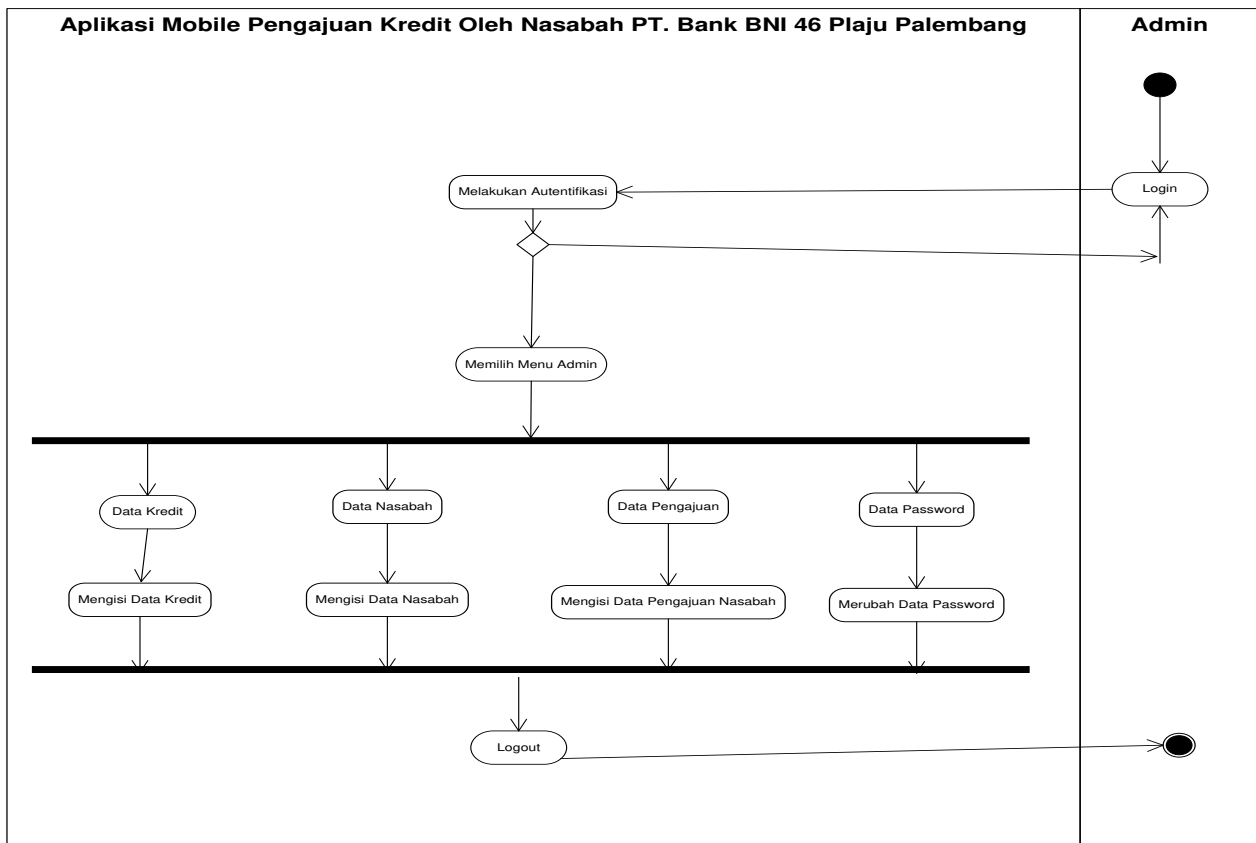 Aplikasi Mobile Pengajuan Kredit Oleh Nasabah PT. Bank BNI 46 Plaju Palembang
Admin
Login
Melakukan Autentifikasi
Memilih Menu Admin
Data Kredit
Data Nasabah
Data Pengajuan
Data Password
Mengisi Data Kredit
Mengisi Data Nasabah
Mengisi Data Pengajuan Nasabah
Merubah Data Password
Logout